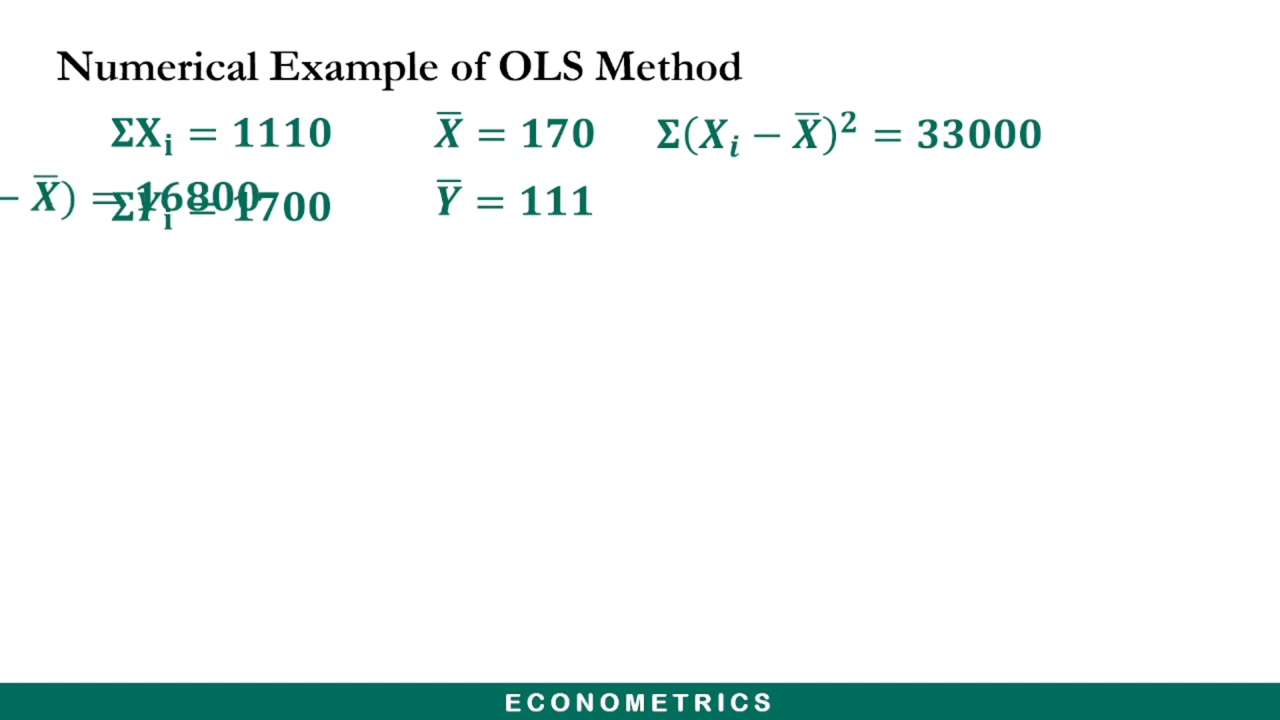 Numerical Example of OLS Method
ΣXᵢ = 1110 X̅ = 170 Σ(Xᵢ − X̅)² = 33000
− X̅) = 16800
ΣYᵢ = 1700 Y̅ = 111
ECONOMETRICS